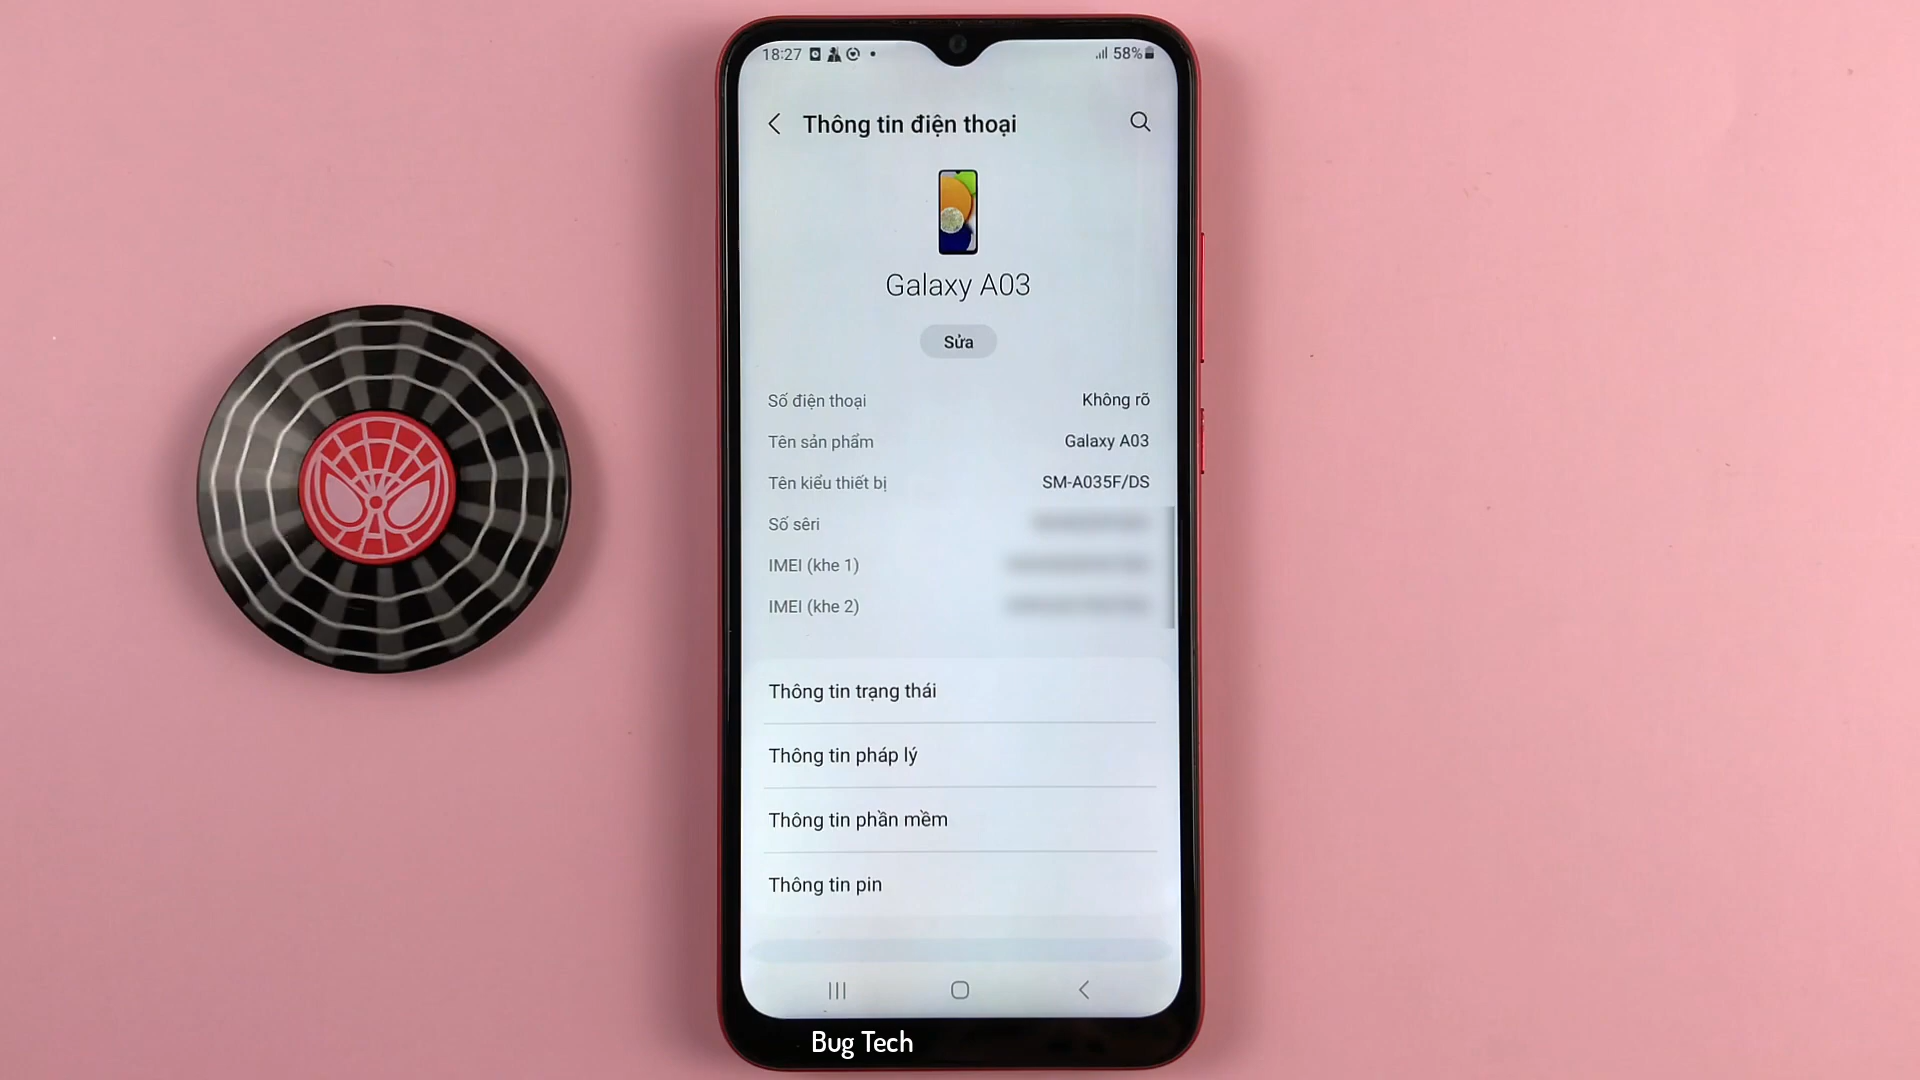 18:27
58%
Thông tin điện thoại
Galaxy A03
Sửa
Số điện thoại Không rõ
Tên sản phẩm Galaxy A03
Tên kiểu thiết bị SM-A035F/DS
Số sêri
IMEI (khe 1)
IMEI (khe 2)
Thông tin trạng thái
Thông tin pháp lý
Thông tin phần mềm
Thông tin pin
Bug Tech